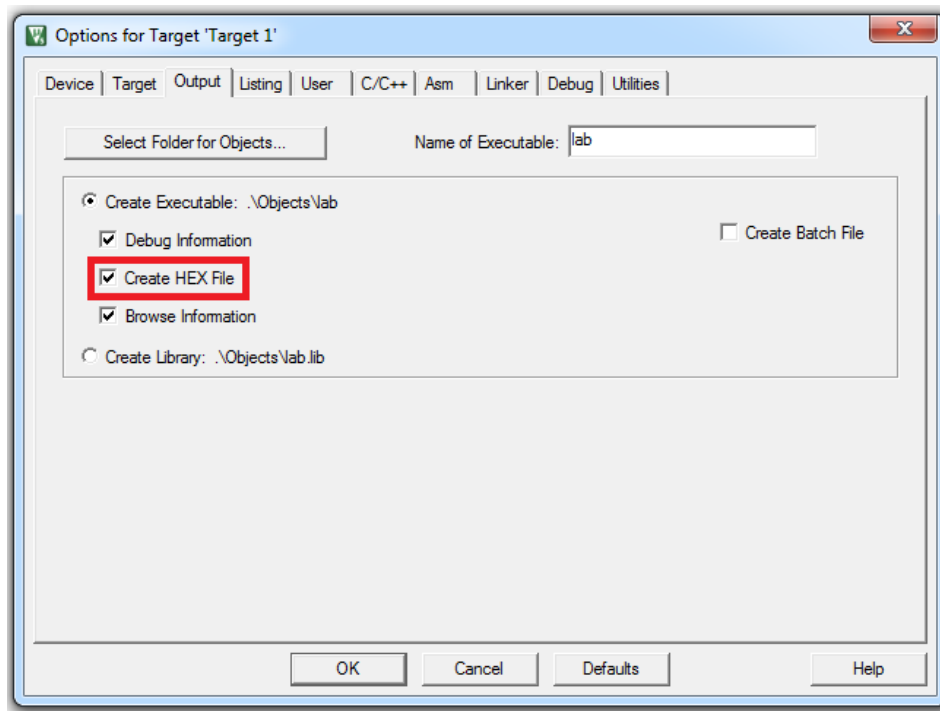 Options for Target 'Target 1'
Device Target Output Listing User C/C++ Asm Linker Debug Utilities
Select Folder for Objects... Name of Executable: lab
Create Executable: .\Objects\lab
Debug Information
Create Batch File
Create HEX File
Browse Information
Create Library: .\Objects\lab.lib
OK Cancel Defaults Help